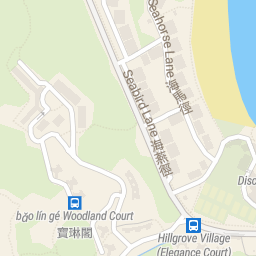 Seahorse Lane 海馬徑
Seabird Lane 海燕徑
bǎo lín gé Woodland Court
寶琳閣
Disc
Hillgrove Village
(Elegance Court)